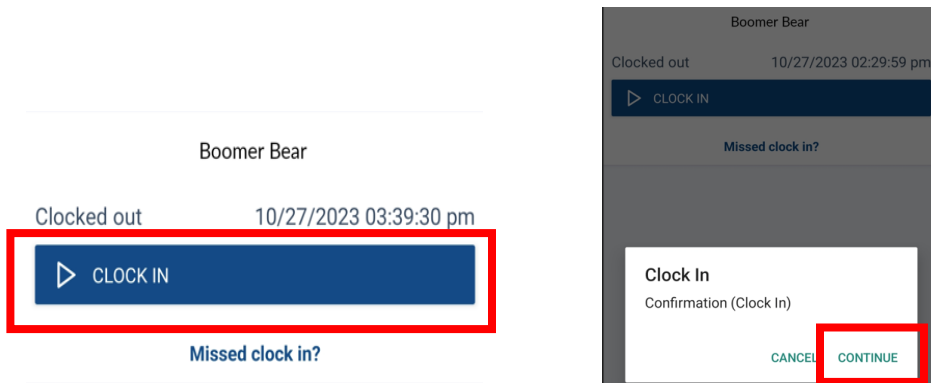 Boomer Bear
Clocked out 10/27/2023 03:39:30 pm
CLOCK IN
Missed clock in?
Boomer Bear
Clocked out 10/27/2023 02:29:59 pm
CLOCK IN
Missed clock in?
Clock In
Confirmation (Clock In)
CANCEL CONTINUE